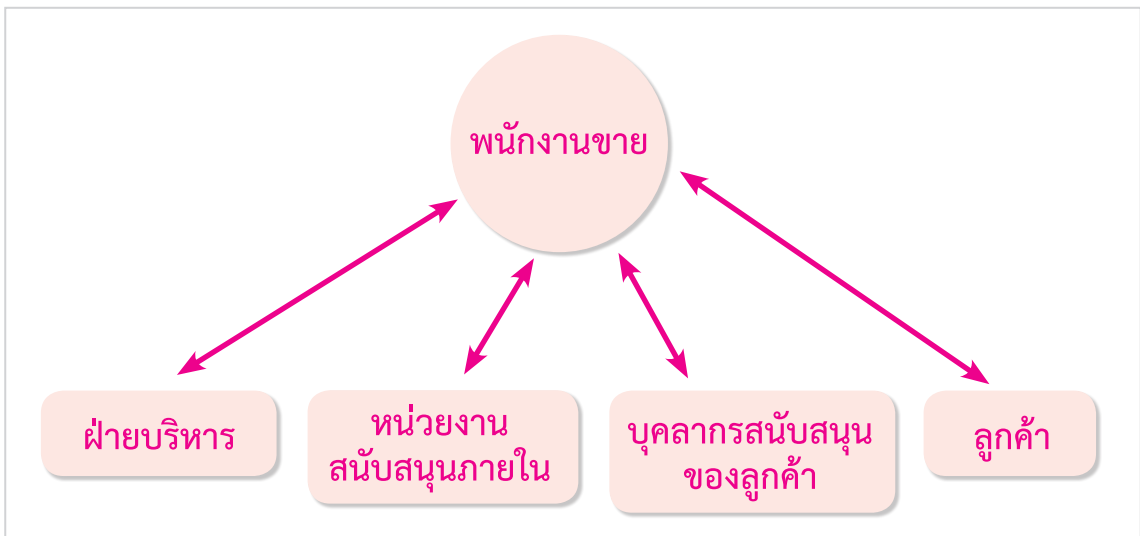 พนักงานขาย
ฝ่ายบริหาร
หน่วยงาน
สนับสนุนภายใน
บุคลากรสนับสนุน
ของลูกค้า
ลูกค้า